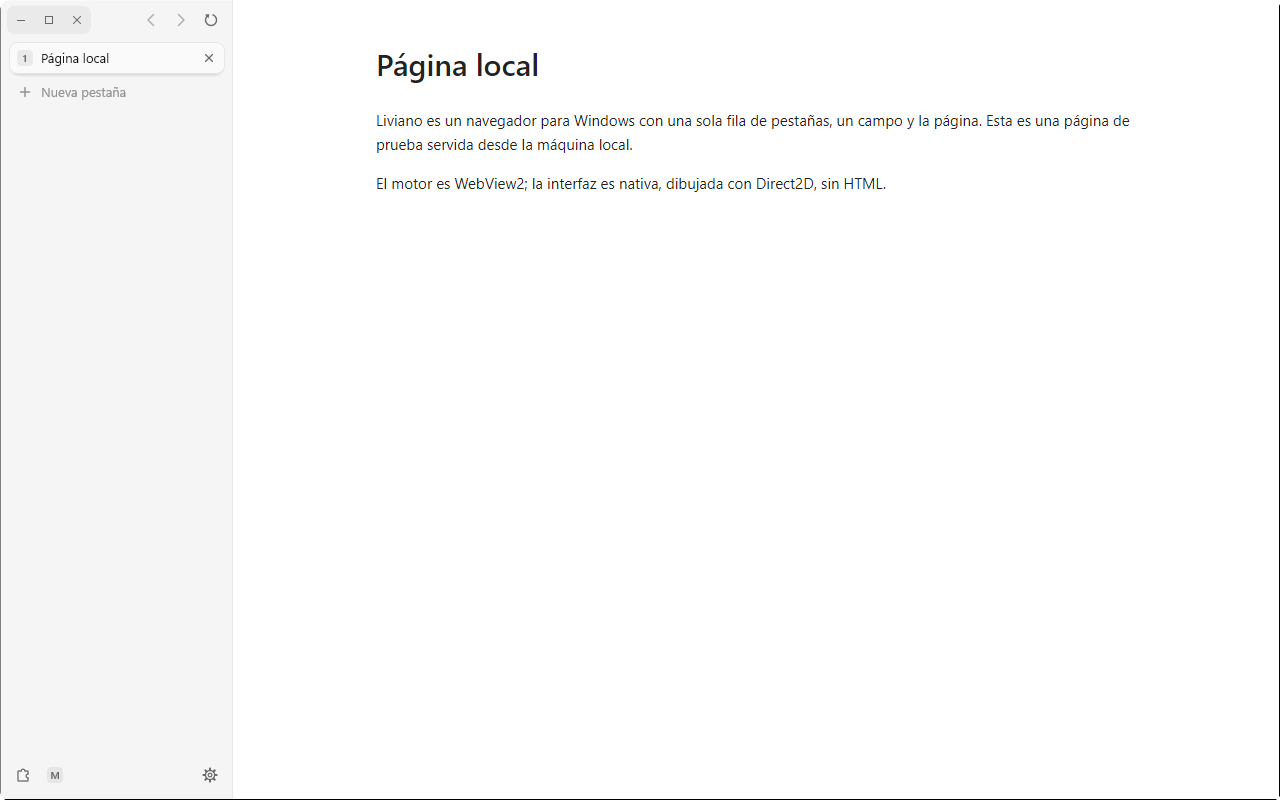 1 Página local
Nueva pestaña
M
Página local
Liviano es un navegador para Windows con una sola fila de pestañas, un campo y la página. Esta es una página de
prueba servida desde la máquina local.
El motor es WebView2; la interfaz es nativa, dibujada con Direct2D, sin HTML.